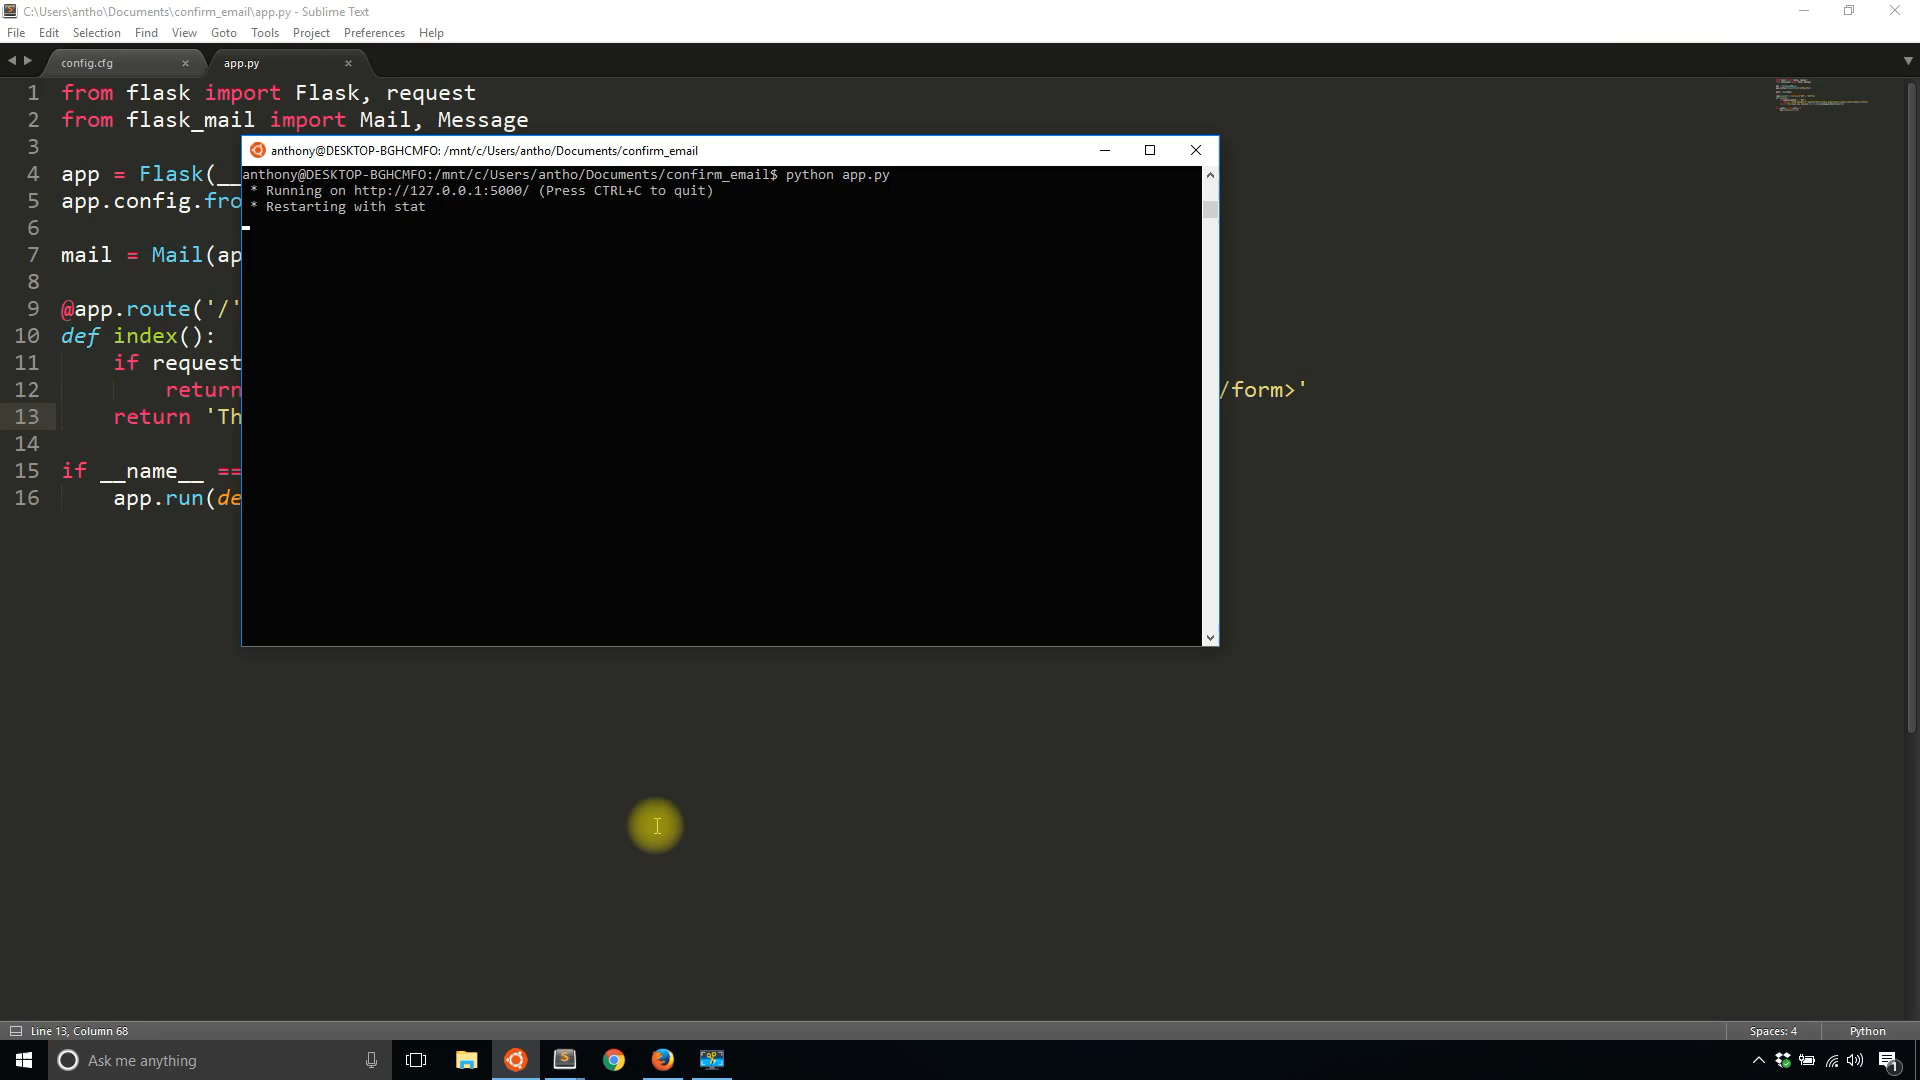 C:\Users\antho\Documents\confirm_email\app.py - Sublime Text
File Edit Selection Find View Goto Tools Project Preferences Help
config.cfg app.py
1 from flask import Flask, request
2 from flask_mail import Mail, Message
3
4 app = Flask(__
5 app.config.fro
6
7 mail = Mail(ap
8
9 @app.route('/'
10 def index():
11 if request
12 return /form>'
13 return 'Th
14
15 if __name__ ==
16 app.run(de
anthony@DESKTOP-BGHCMFO: /mnt/c/Users/antho/Documents/confirm_email
anthony@DESKTOP-BGHCMFO:/mnt/c/Users/antho/Documents/confirm_email$ python app.py
* Running on http://127.0.0.1:5000/ (Press CTRL+C to quit)
* Restarting with stat
Line 13, Column 68 Spaces: 4 Python
Ask me anything
1